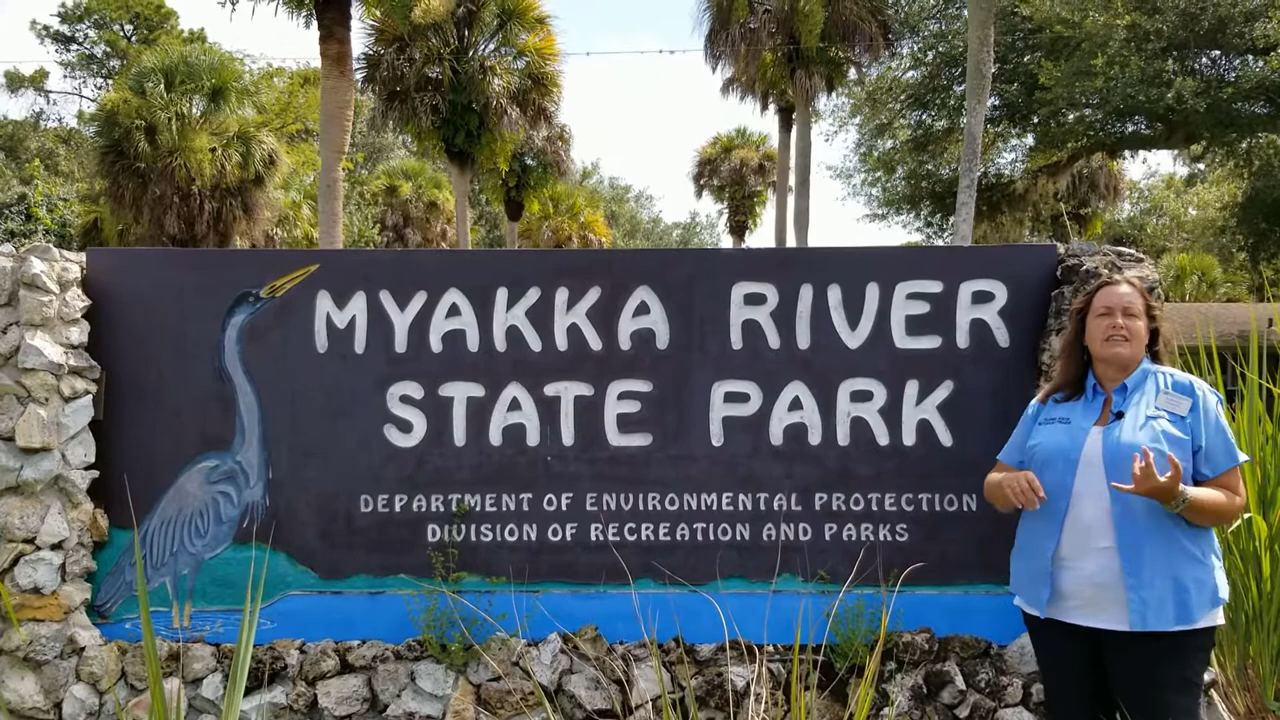 MYAKKA RIVER
STATE PARK
DEPARTMENT OF ENVIRONMENTAL PROTECTION
DIVISION OF RECREATION AND PARKS